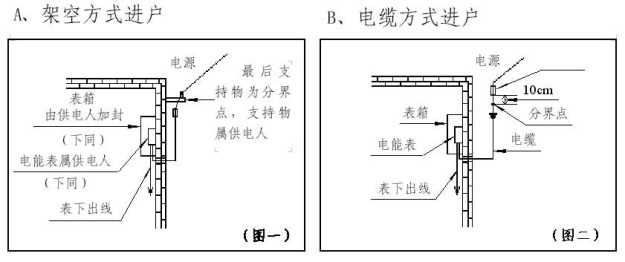 A、架空方式进户
电源
最后支
持物为分界
点，支持物
属供电人
表箱
由供电人加封
（下同）
电能表属供电人
（下同）
表下出线
（图一）
B、电缆方式进户
电源
10cm
分界点
表箱
电能表
电缆
表下出线
（图二）